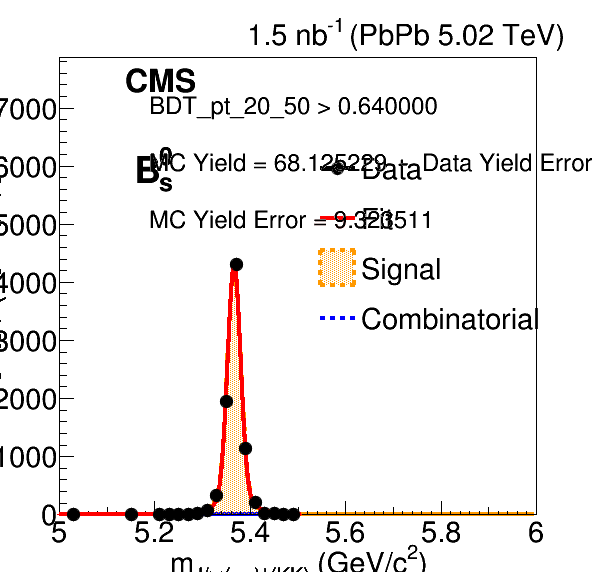 1.5 nb-1 (PbPb 5.02 TeV)
CMS
BDT_pt_20_50 > 0.640000
B0s
MC Yield = 68.125229 Data Yield Error
Data
MC Yield Error = 9.323511
Fit
Signal
Combinatorial
7000
6000
5000
4000
3000
2000
1000
0
5 5.2 5.4 5.6 5.8 6
m (GeV/c2)